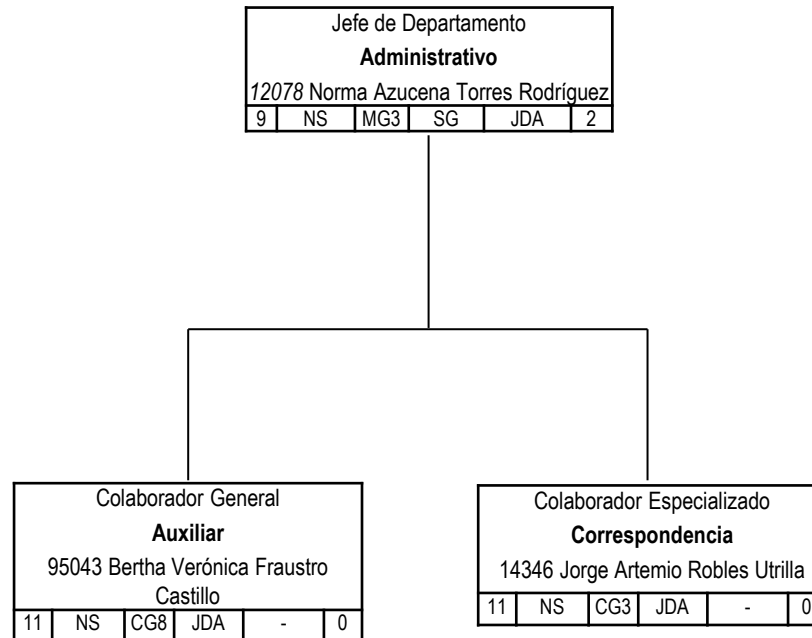 Jefe de Departamento
Administrativo
12078 Norma Azucena Torres Rodríguez
9 NS MG3 SG JDA 2
Colaborador General
Auxiliar
95043 Bertha Verónica Fraustro
Castillo
11 NS CG8 JDA - 0
Colaborador Especializado
Correspondencia
14346 Jorge Artemio Robles Utrilla
11 NS CG3 JDA - 0